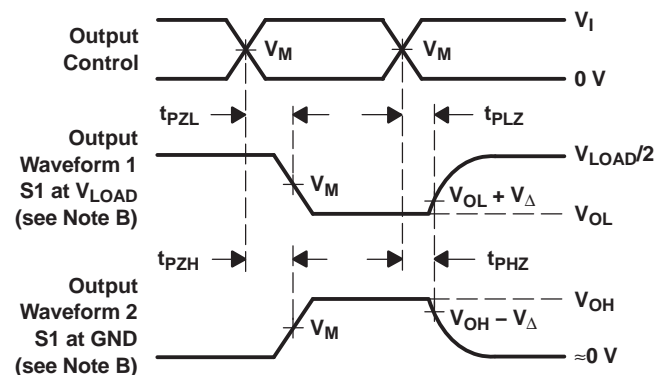 Output
Control
V_M
V_M
V_I
0 V
t_PZL
t_PLZ
Output
Waveform 1
S1 at V_LOAD
(see Note B)
V_M
V_LOAD/2
V_OL + V_Δ
V_OL
t_PZH
t_PHZ
Output
Waveform 2
S1 at GND
(see Note B)
V_M
V_OH
V_OH − V_Δ
≈0 V